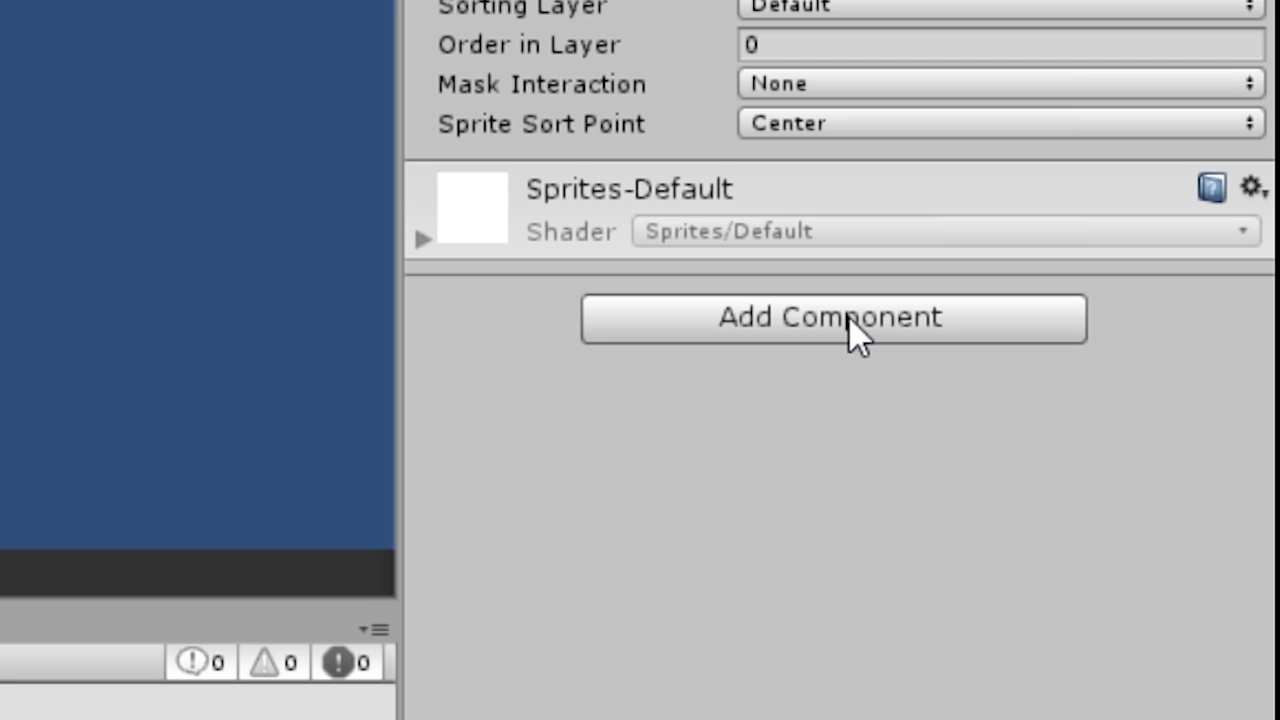 Sorting Layer Default
Order in Layer 0
Mask Interaction None
Sprite Sort Point Center
Sprites-Default
Shader Sprites/Default
Add Component
0 0 0